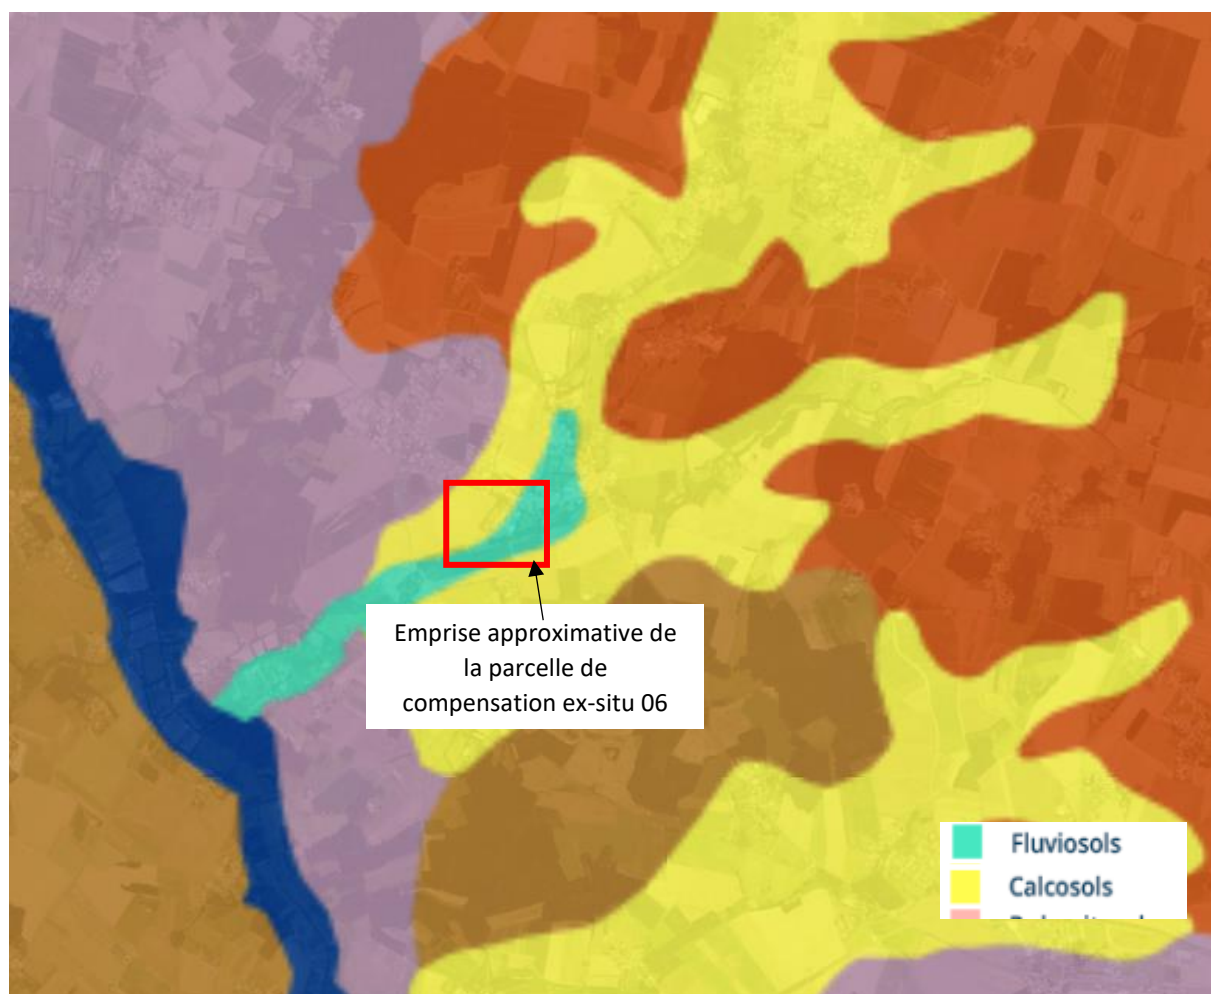 Emprise approximative de
la parcelle de
compensation ex-situ 06
Fluviosols
Calcosols